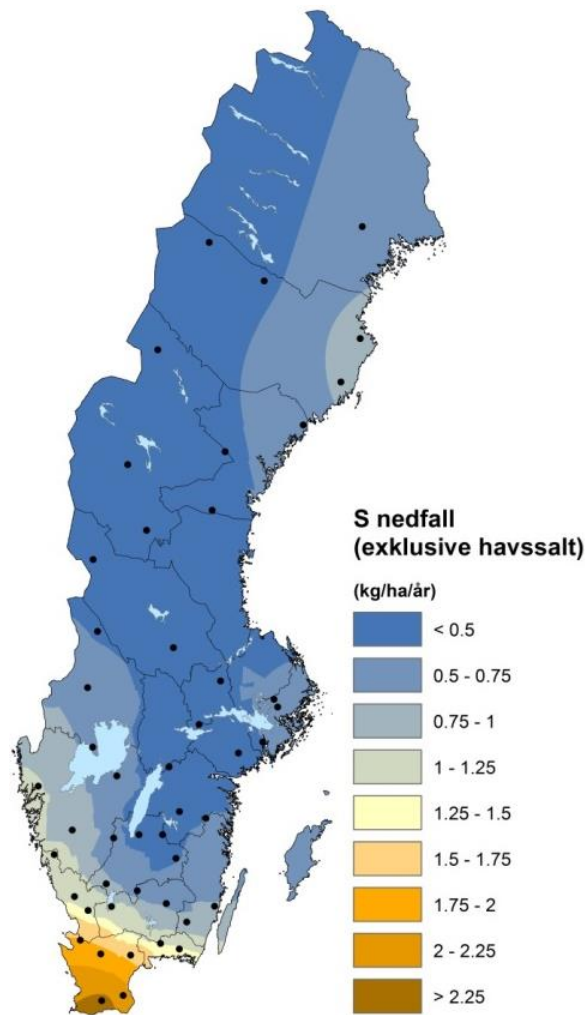 S nedfall
(exklusive havssalt)
(kg/ha/år)
< 0.5
0.5 - 0.75
0.75 - 1
1 - 1.25
1.25 - 1.5
1.5 - 1.75
1.75 - 2
2 - 2.25
> 2.25